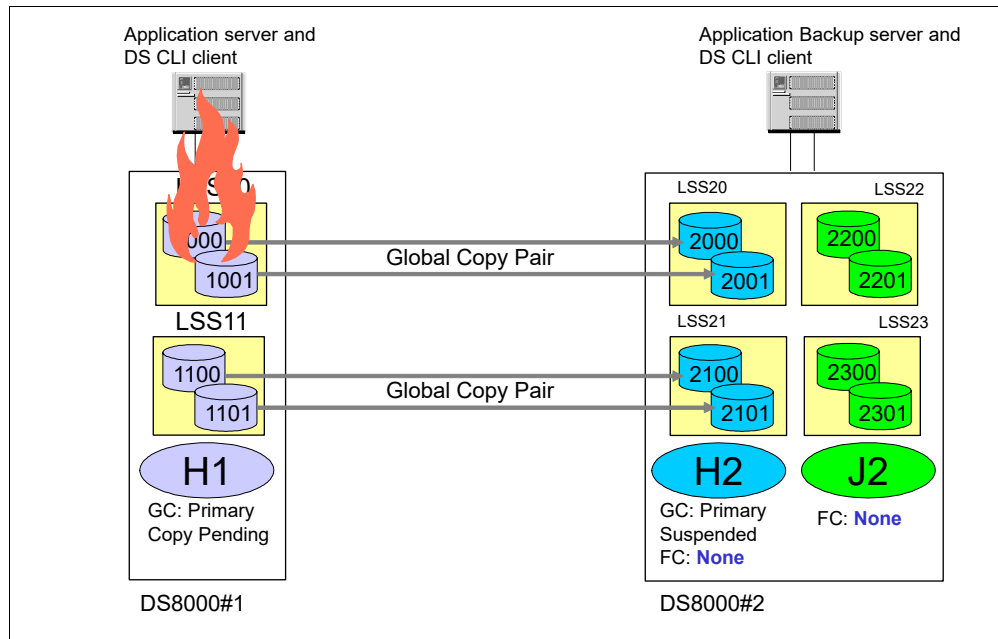 Application server and
DS CLI client
Application Backup server and
DS CLI client
LSS20
LSS22
000
1001
Global Copy Pair
2000
2001
2200
2201
LSS11
LSS21
LSS23
1100
1101
Global Copy Pair
2100
2101
2300
2301
H1
H2
J2
GC: Primary
Copy Pending
GC: Primary
Suspended
FC: None
FC: None
DS8000#1
DS8000#2